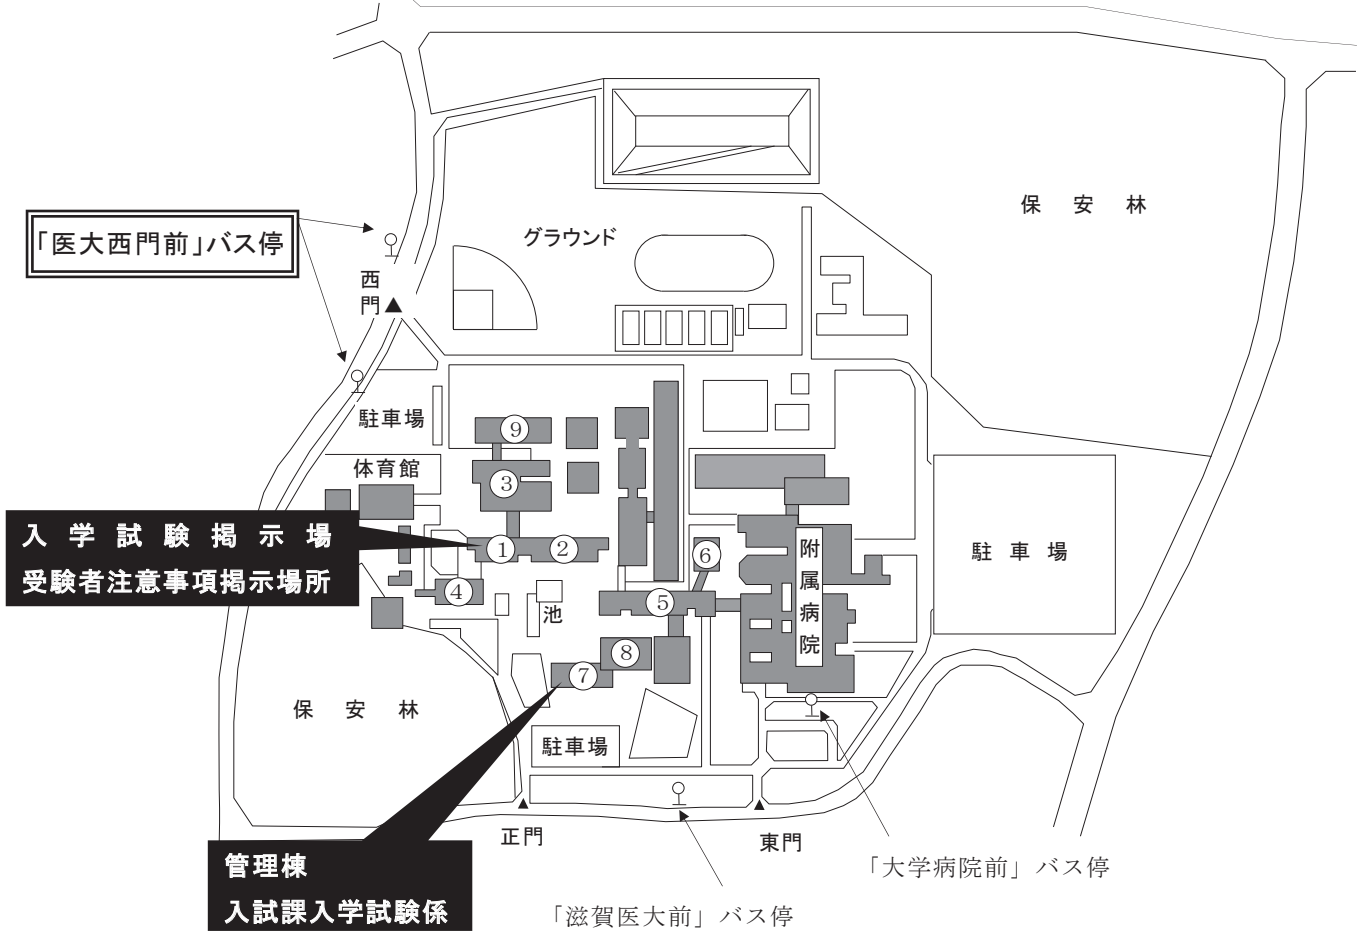 保安林
「医大西門前」バス停
グラウンド
西門
駐車場
⑨
体育館
③
入学試験掲示場
受験者注意事項掲示場所
①
②
⑥
附属病院
駐車場
④
⑤
池
⑧
⑦
保安林
駐車場
正門
東門
管理棟
入試課入学試験係
「大学病院前」バス停
「滋賀医大前」バス停